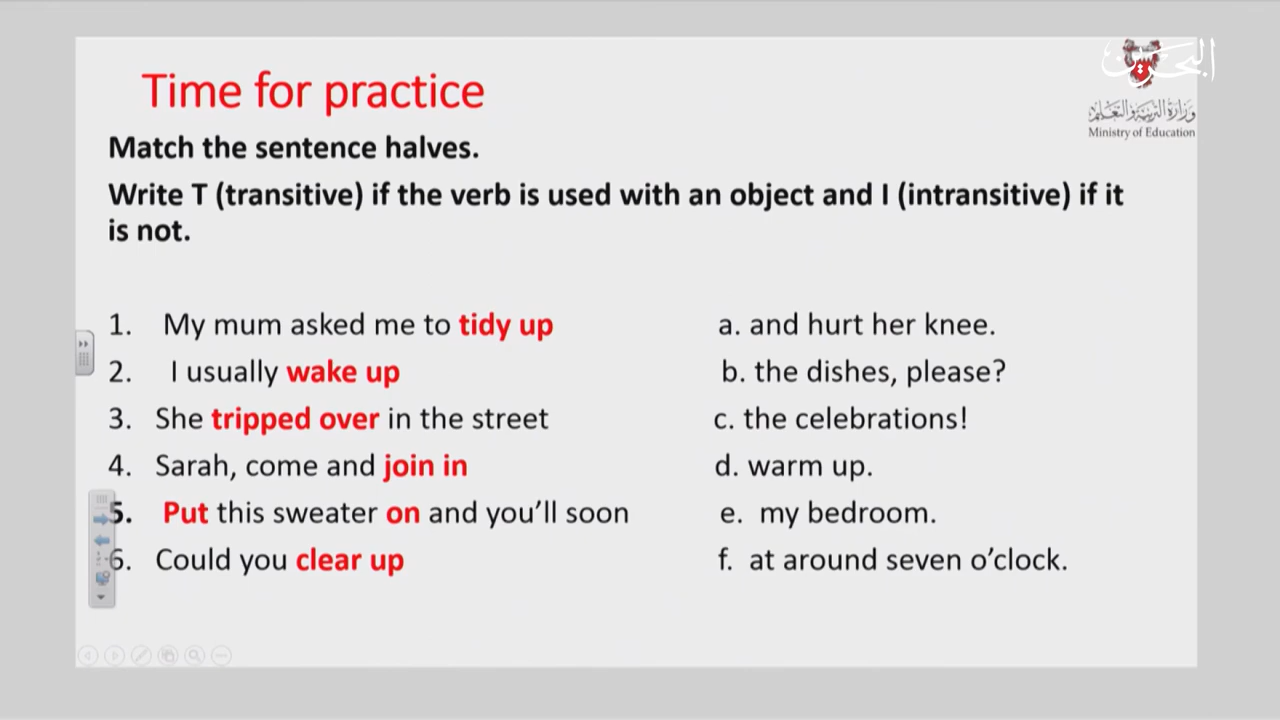 البحرين
Time for practice
وزارة التربية والتعليم
Ministry of Education
Match the sentence halves.
Write T (transitive) if the verb is used with an object and I (intransitive) if it
is not.
1. My mum asked me to tidy up a. and hurt her knee.
2. I usually wake up b. the dishes, please?
3. She tripped over in the street c. the celebrations!
4. Sarah, come and join in d. warm up.
5. Put this sweater on and you’ll soon e. my bedroom.
6. Could you clear up f. at around seven o’clock.